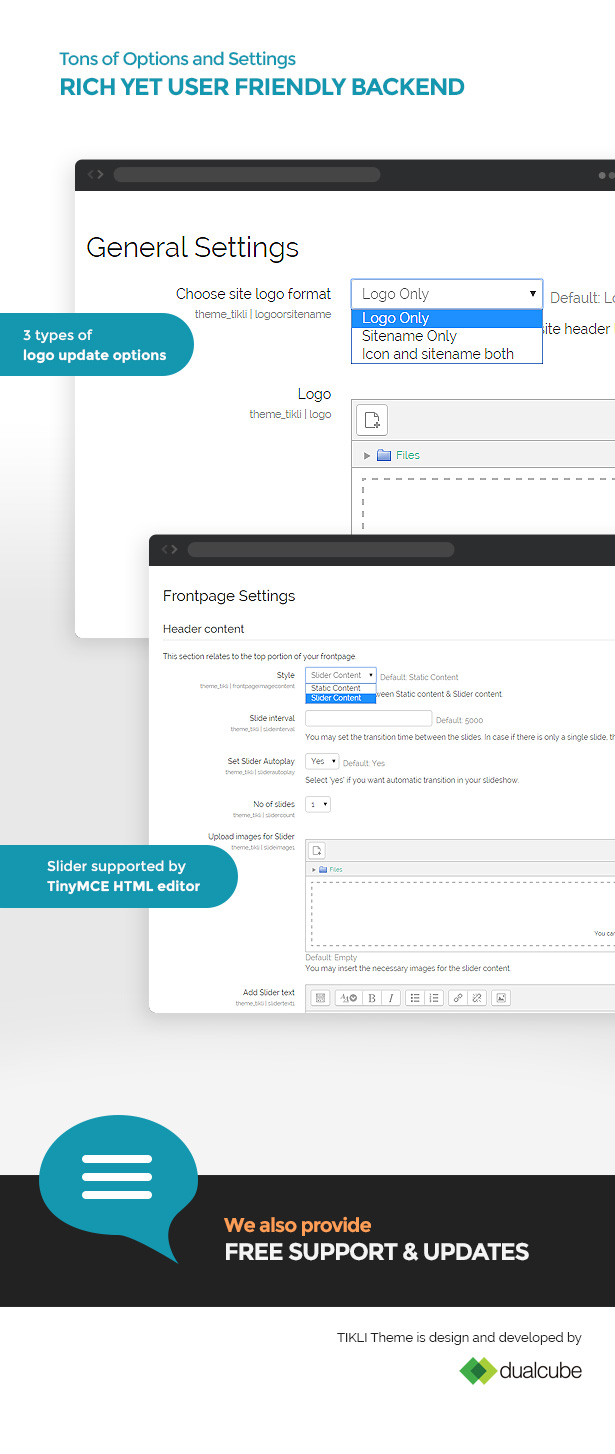 Tons of Options and Settings
RICH YET USER FRIENDLY BACKEND
General Settings
Choose site logo format
theme_tikli | logoorsitename
Logo Only
Default: Lo
Logo Only
Sitename Only
Icon and sitename both
ite header
3 types of
logo update options
Logo
theme_tikli | logo
Files
Frontpage Settings
Header content
This section relates to the top portion of your frontpage
Style
theme_tikli | frontpageimagecontent
Slider Content
Default: Static Content
Static Content
Slider Content
ween Static content & Slider content.
Slide interval
theme_tikli | slideinterval
Default: 5000
You may set the transition time between the slides. In case if there is only a single slide, th
Set Slider Autoplay
theme_tikli | sliderautoplay
Yes
Default: Yes
Select 'yes' if you want automatic transition in your slideshow.
No of slides
theme_tikli | slidercount
1
Upload images for Slider
theme_tikli | slideimage1
Files
You can
Default: Empty
You may insert the necessary images for the slider content.
Slider supported by
TinyMCE HTML editor
Add Slider text
theme_tikli | slidertext1
B
I
We also provide
FREE SUPPORT & UPDATES
TIKLI Theme is design and developed by
dualcube